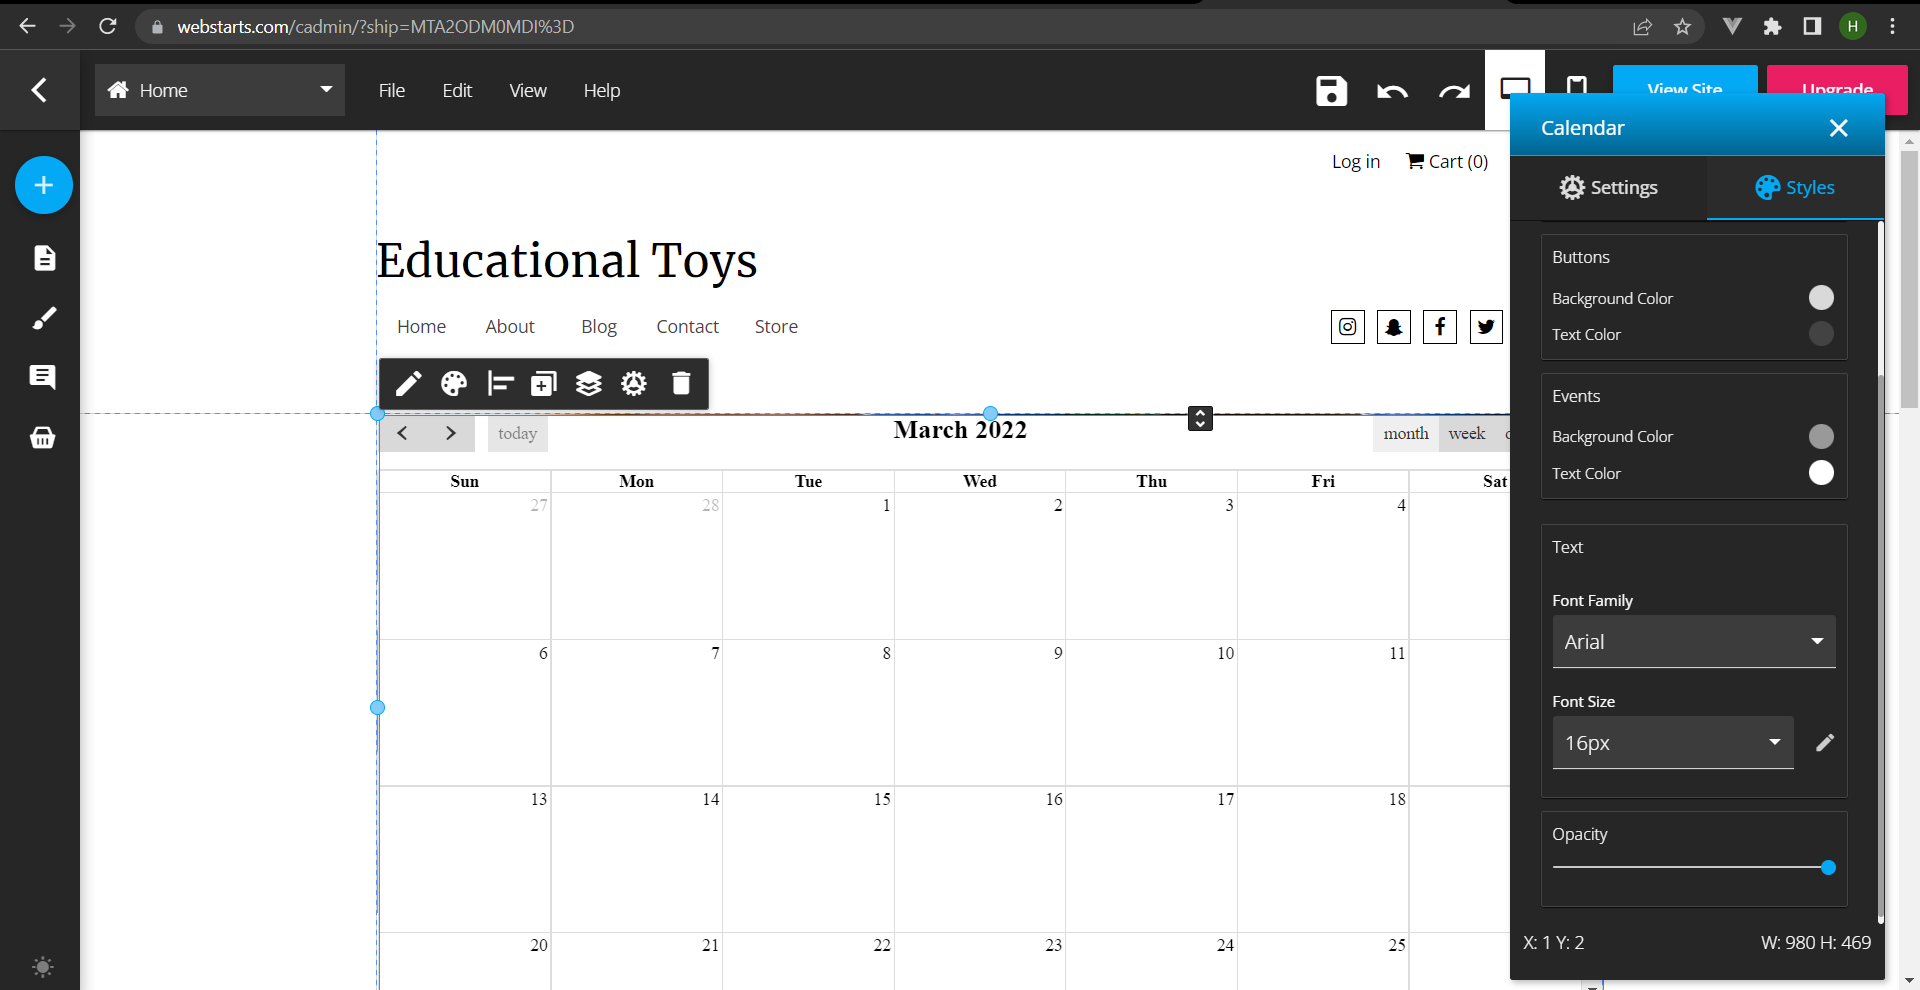 webstarts.com/cadmin/?ship=MTA2ODM0MDI%3D
H
Home
File Edit View Help
View Site
Upgrade
Calendar
Settings Styles
Log in Cart (0)
Educational Toys
Home About Blog Contact Store
today
March 2022
month week
Sun Mon Tue Wed Thu Fri Sat
27 28 1 2 3 4
6 7 8 9 10 11
13 14 15 16 17 18
20 21 22 23 24 25
Buttons
Background Color
Text Color
Events
Background Color
Text Color
Text
Font Family
Arial
Font Size
16px
Opacity
X: 1 Y: 2 W: 980 H: 469